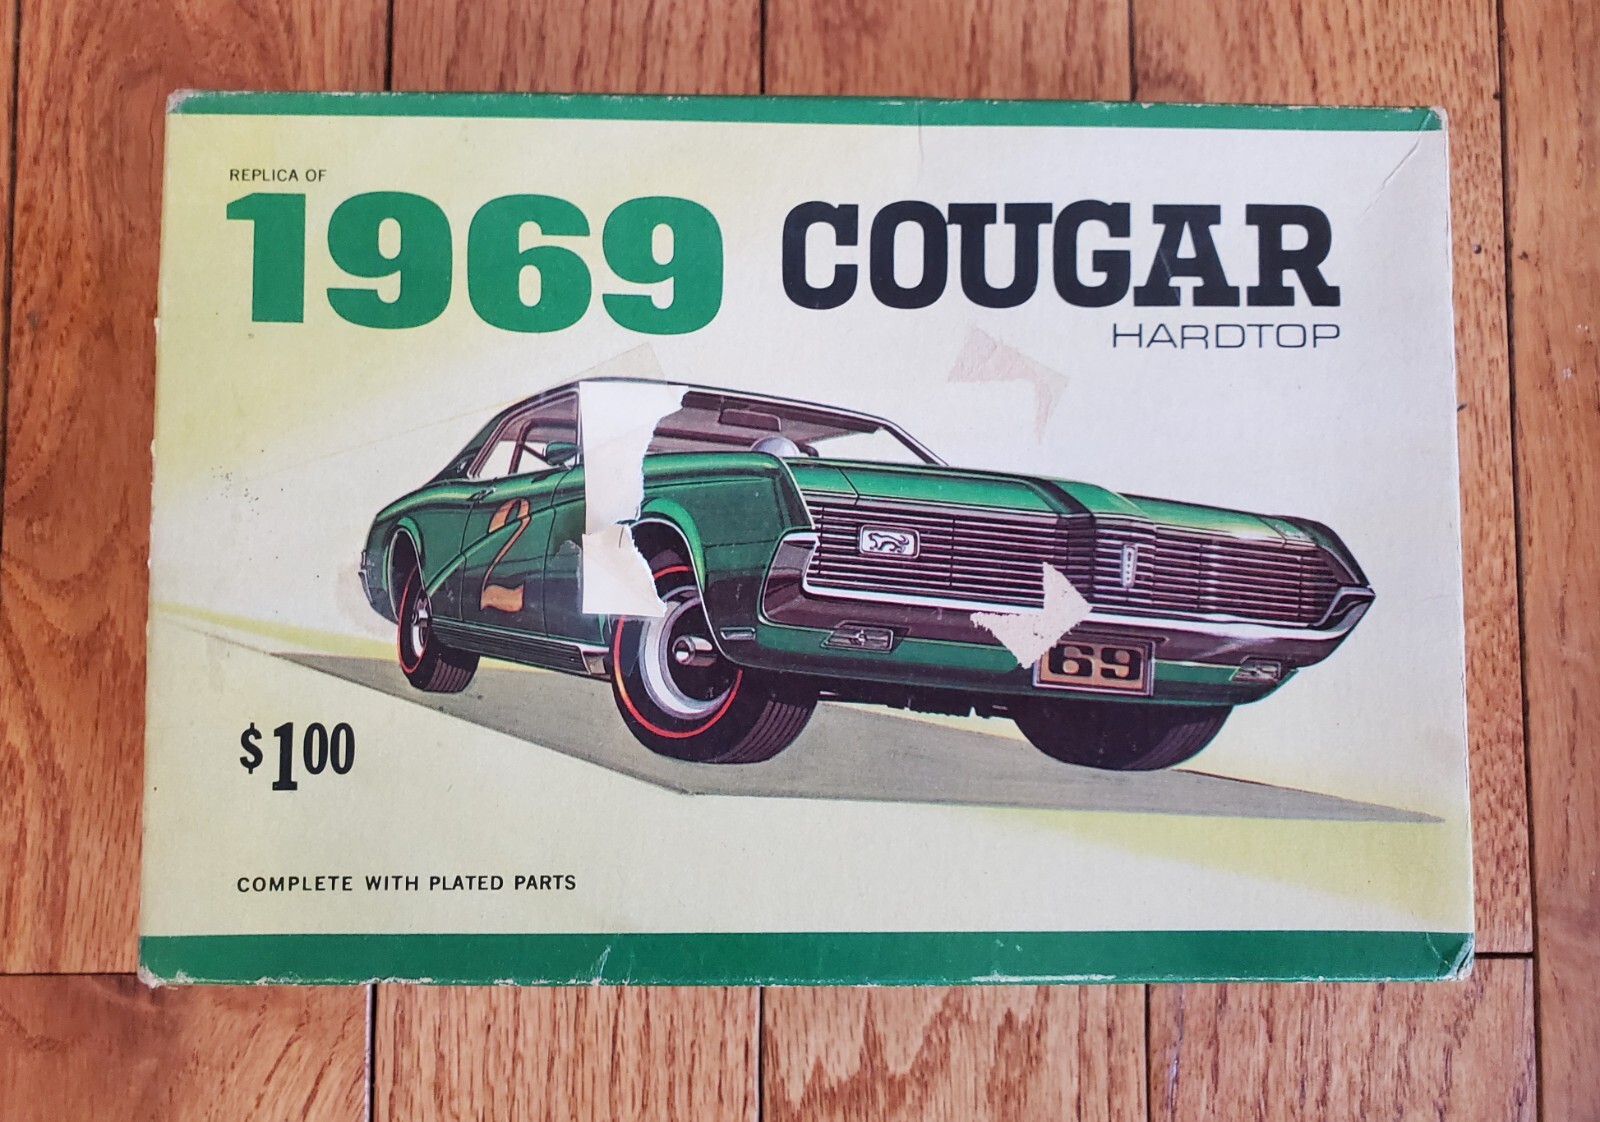 REPLICA OF
1969 COUGAR
HARDTOP
2
69
$1.00
COMPLETE WITH PLATED PARTS